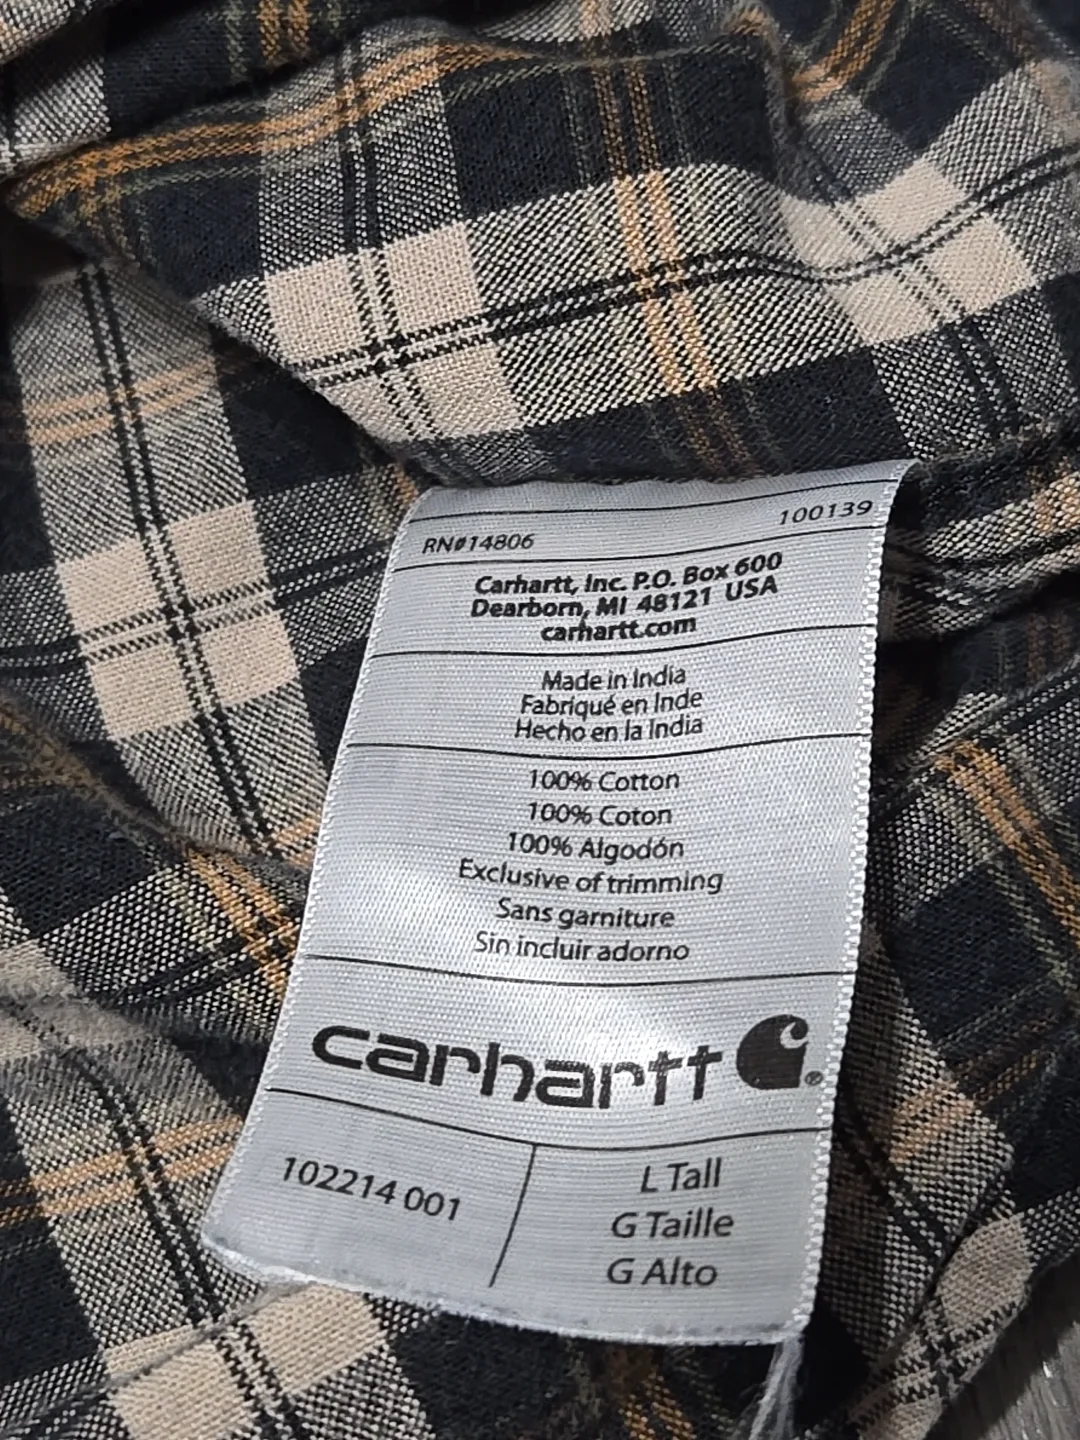 RN#14806
100139
Carhartt, Inc. P.O. Box 600
Dearborn, MI 48121 USA
carhartt.com
Made in India
Fabriqué en Inde
Hecho en la India
100% Cotton
100% Coton
100% Algodón
Exclusive of trimming
Sans garniture
Sin incluir adorno
carhartt ®
102214 001
L Tall
G Taille
G Alto